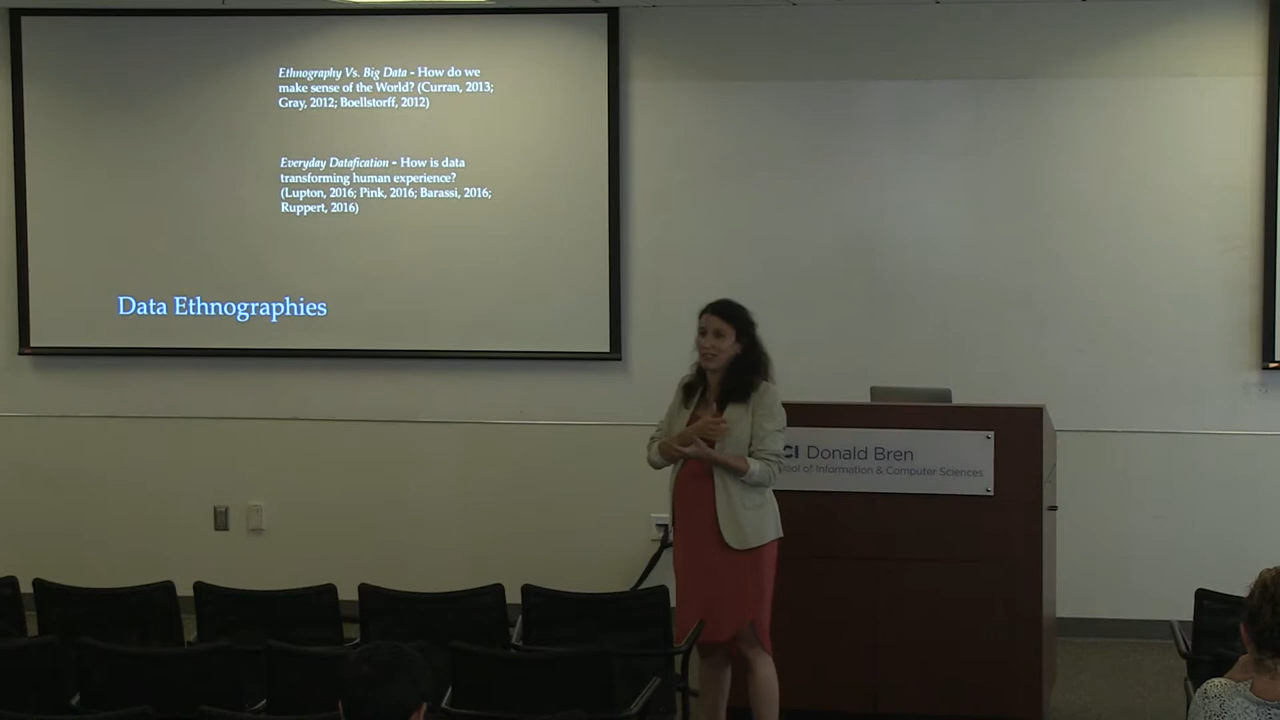 Ethnography Vs. Big Data - How do we
make sense of the World? (Curran, 2013;
Gray, 2012; Boellstorff, 2012)
Everyday Datafication - How is data
transforming human experience?
(Lupton, 2016; Pink, 2016; Barassi, 2016;
Ruppert, 2016)
Data Ethnographies
CI Donald Bren
ool of Information & Computer Sciences